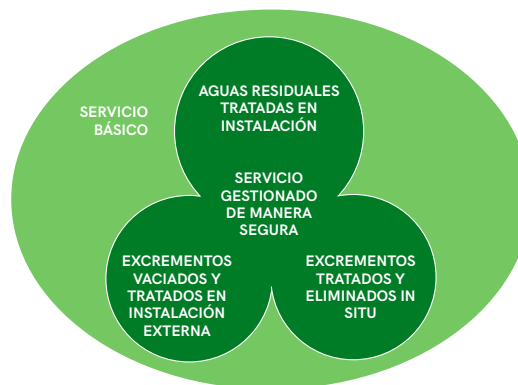 AGUAS RESIDUALES
TRATADAS EN
INSTALACIÓN
SERVICIO
BÁSICO
SERVICIO
GESTIONADO
DE MANERA
SEGURA
EXCREMENTOS
VACIADOS Y
TRATADOS EN
INSTALACIÓN
EXTERNA
EXCREMENTOS
TRATADOS Y
ELIMINADOS IN
SITU